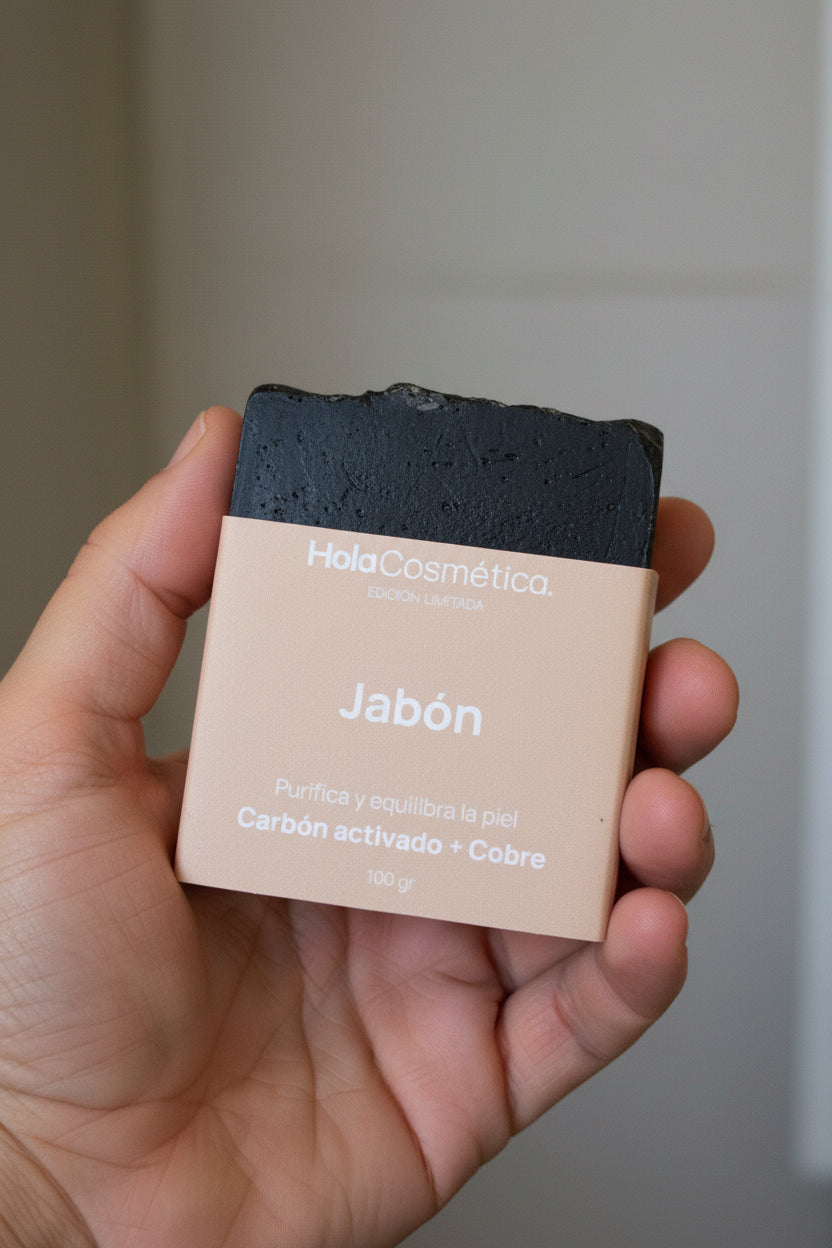 HolaCosmética.
EDICIÓN LIMITADA
Jabón
Purifica y equilibra la piel
Carbón activado + Cobre
100 gr